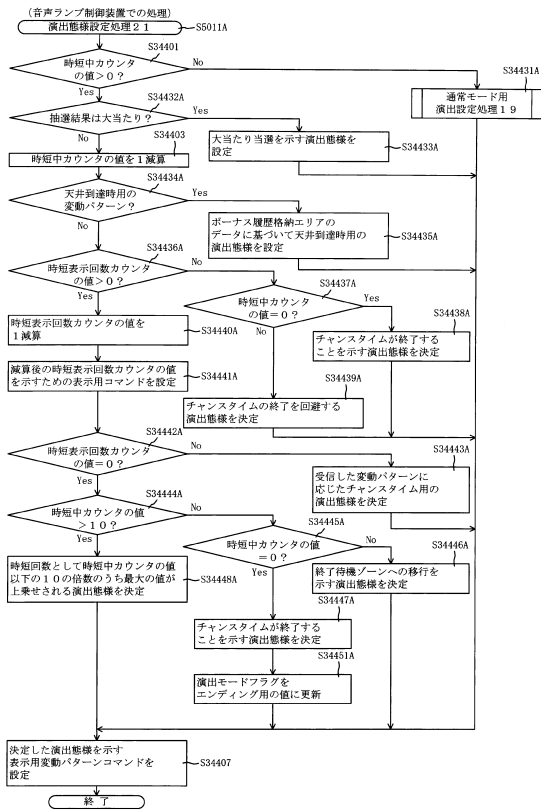 (音声ランプ制御装置での処理)
演出態様設定処理21
S5011A
S34401
時短中カウンタ
の値>0?
No
Yes
S34431A
通常モード用
演出設定処理19
S34432A
抽選結果は大当たり?
Yes
No
S34403
大当たり当選を示す演出態様を
設定
S34433A
時短中カウンタの値を1減算
S34434A
天井到達時用の
変動パターン?
Yes
No
ボーナス履歴格納エリアの
データに基づいて天井到達時用の
演出態様を設定
S34435A
S34436A
時短表示回数カウンタ
の値>0?
No
Yes
S34437A
時短中カウンタ
の値=0?
Yes
No
S34438A
チャンスタイムが終了する
ことを示す演出態様を決定
時短表示回数カウンタの値を
1減算
S34440A
減算後の時短表示回数カウンタの値
を示すための表示用コマンドを設定
S34441A
S34439A
チャンスタイムの終了を回避する
演出態様を決定
S34442A
時短表示回数カウンタ
の値=0?
No
Yes
S34443A
受信した変動パターンに
応じたチャンスタイム用の
演出態様を決定
S34444A
時短中カウンタの値
>10?
No
Yes
S34445A
時短中カウンタの値
=0?
No
Yes
S34446A
終了待機ゾーンへの移行を
示す演出態様を決定
時短回数として時短中カウンタの値
以下の10の倍数のうち最大の値が
上乗せされる演出態様を決定
S34448A
S34447A
チャンスタイムが終了する
ことを示す演出態様を決定
S34451A
演出モードフラグを
エンディング用の値に更新
決定した演出態様を示す
表示用変動パターンコマンドを
設定
S34407
終了